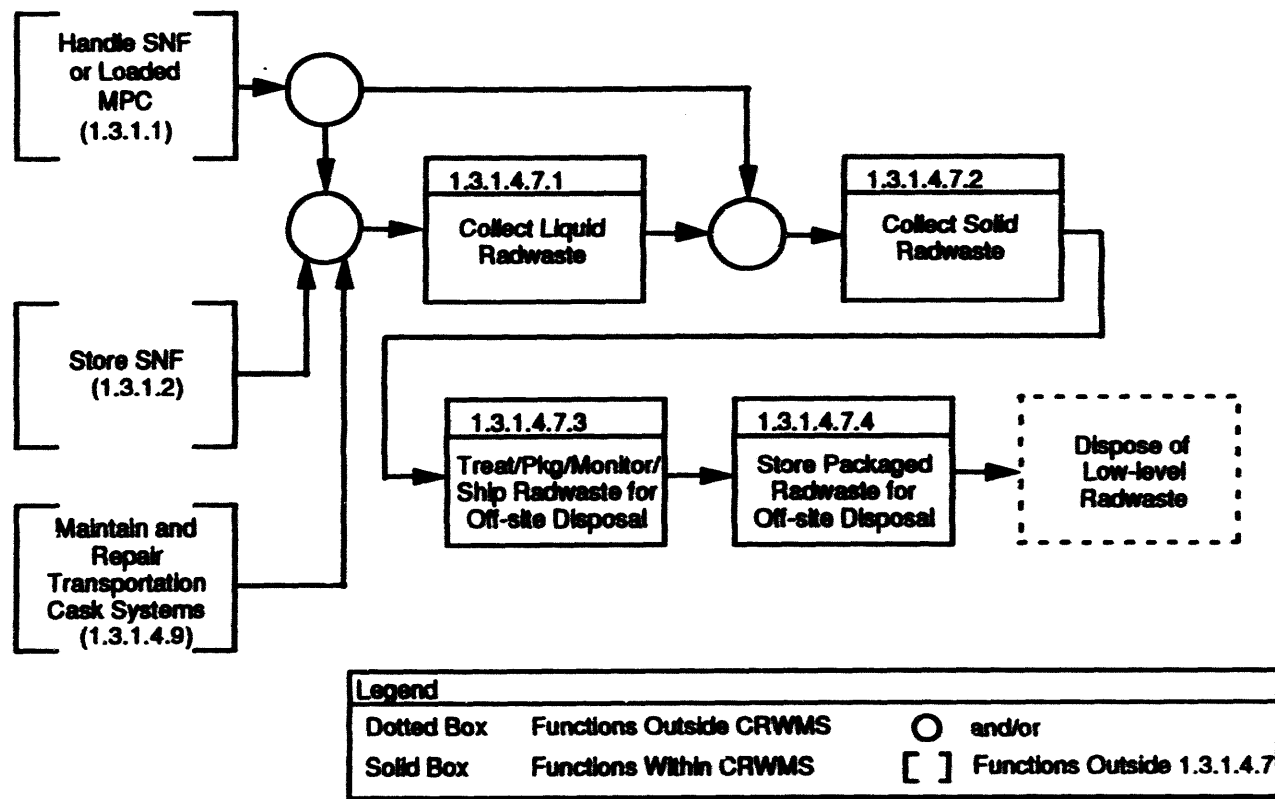 Handle SNF
or Loaded
MPC
(1.3.1.1)
1.3.1.4.7.1
Collect Liquid
Radwaste
1.3.1.4.7.2
Collect Solid
Radwaste
Store SNF
(1.3.1.2)
1.3.1.4.7.3
Treat/Pkg/Monitor/
Ship Radwaste for
Off-site Disposal
1.3.1.4.7.4
Store Packaged
Radwaste for
Off-site Disposal
Dispose of
Low-level
Radwaste
Maintain and
Repair
Transportation
Cask Systems
(1.3.1.4.9)
Legend
Dotted Box Functions Outside CRWMS and/or
Solid Box Functions Within CRWMS [ ] Functions Outside 1.3.1.4.7